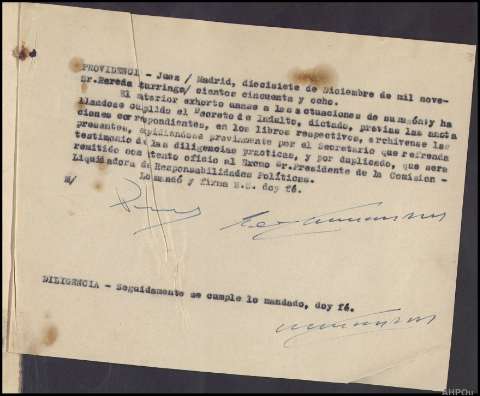 PROVIDENCI - Juez / Madrid, diecisiete de Diciembre de mil nove-
Sr. Pereda Iturriaga/ cientos cincuenta y ocho.
El anterior exhorto unase a las actuaciones de su razón; y ha
llandose cumplido el Decreto de Indulto, dictado, previas las anota
ciones correspondientes, en los libros respectivos, archivense las
presentes, expidiendose previamente por el Secretario que refrenda
testimonio de las diligencias practicas, y por duplicado, que sera
remitido con atento oficio al Excmo Sr. Presidente de la Comision -
Liquidadora de Responsabilidades Políticas.
M/ Lo mandó y firma S.S. doy fé.
DILIGENCIA - Seguidamente se cumple lo mandado, doy fé.
AHPOu